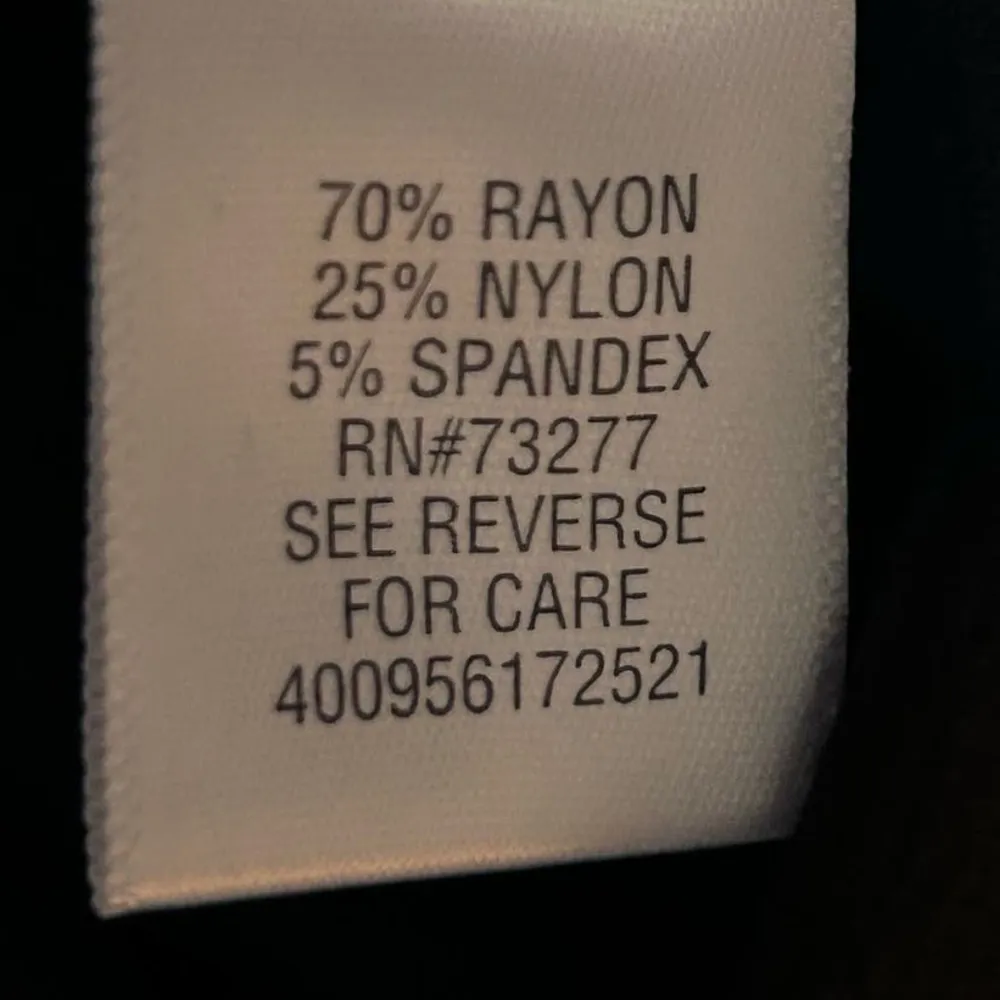 70% RAYON
25% NYLON
5% SPANDEX
RN#73277
SEE REVERSE
FOR CARE
400956172521